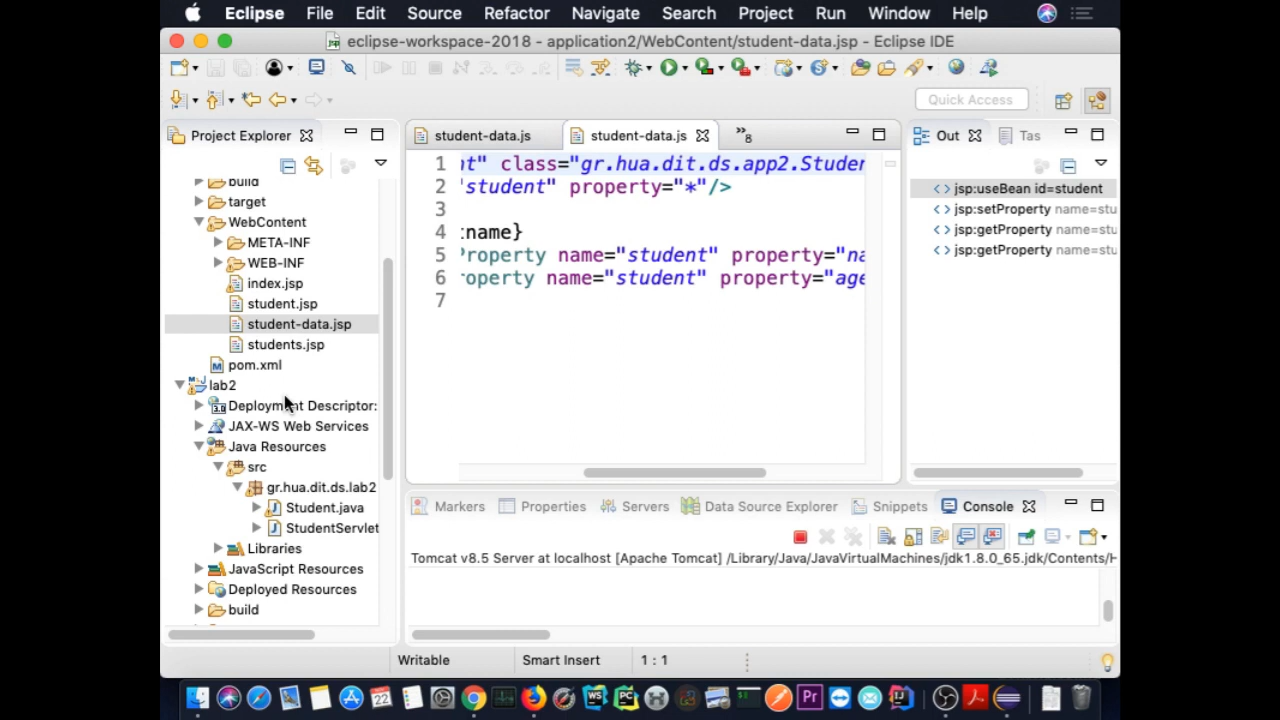 Eclipse File Edit Source Refactor Navigate Search Project Run Window Help
eclipse-workspace-2018 - application2/WebContent/student-data.jsp - Eclipse IDE
Quick Access
Project Explorer
build
target
WebContent
META-INF
WEB-INF
index.jsp
student.jsp
student-data.jsp
students.jsp
pom.xml
lab2
Deployment Descriptor:
JAX-WS Web Services
Java Resources
src
gr.hua.dit.ds.lab2
Student.java
StudentServlet
Libraries
JavaScript Resources
Deployed Resources
build
student-data.js student-data.jsp 8
1 nt" class="gr.hua.dit.ds.app2.Studen
2 "student" property="*"/>
3
4 :name}
5 Property name="student" property="na
6 roperty name="student" property="age
7
Out Tas
jsp:useBean id=student
jsp:setProperty name=stu
jsp:getProperty name=stu
jsp:getProperty name=stu
Markers Properties Servers Data Source Explorer Snippets Console
Tomcat v8.5 Server at localhost [Apache Tomcat] /Library/Java/JavaVirtualMachines/jdk1.8.0_65.jdk/Contents/H
Writable Smart Insert 1 : 1
22 WS PC Pr